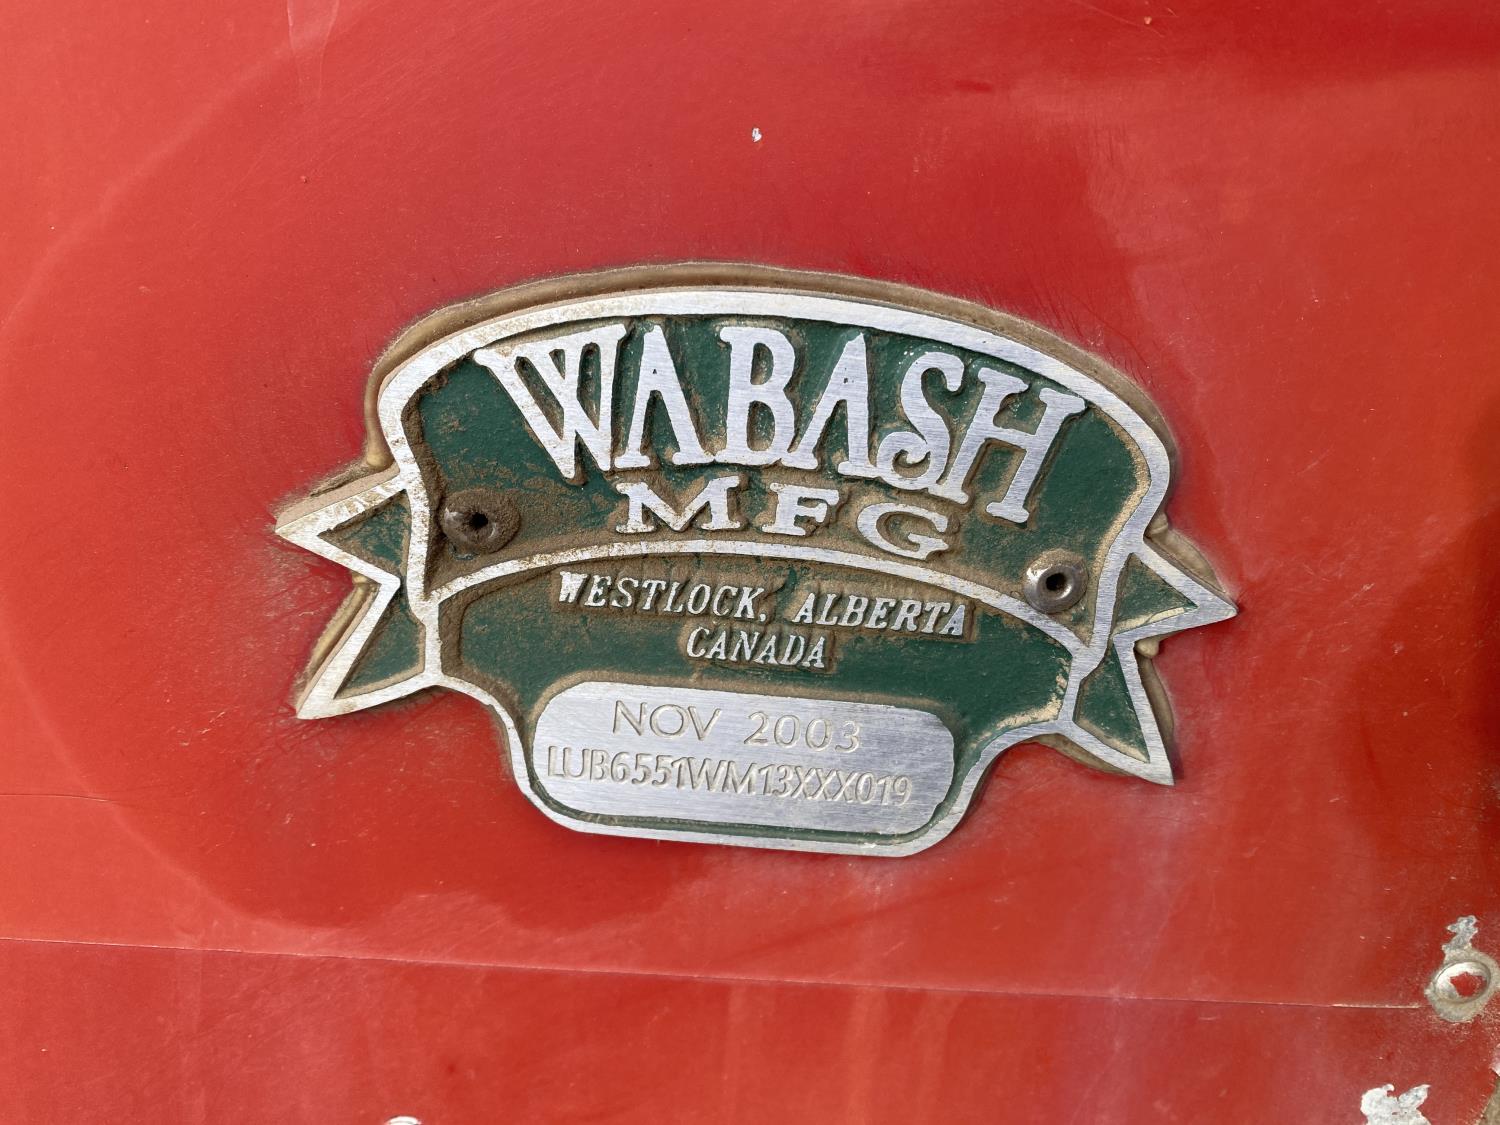 WABASH
MFG
WESTLOCK, ALBERTA
CANADA
NOV 2003
LUB6551WM13XXX019